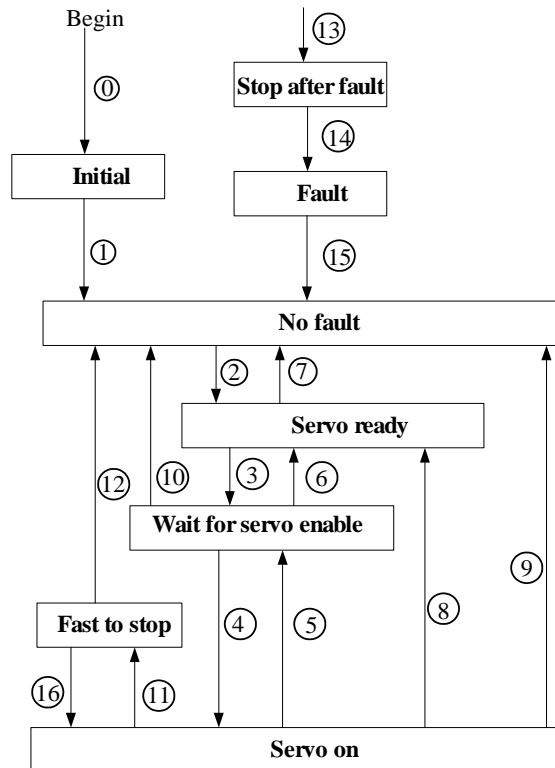 Begin
13
0
Stop after fault
14
Initial
Fault
1
15
No fault
2
7
Servo ready
12
10
3
6
Wait for servo enable
9
Fast to stop
4
5
8
16
11
Servo on